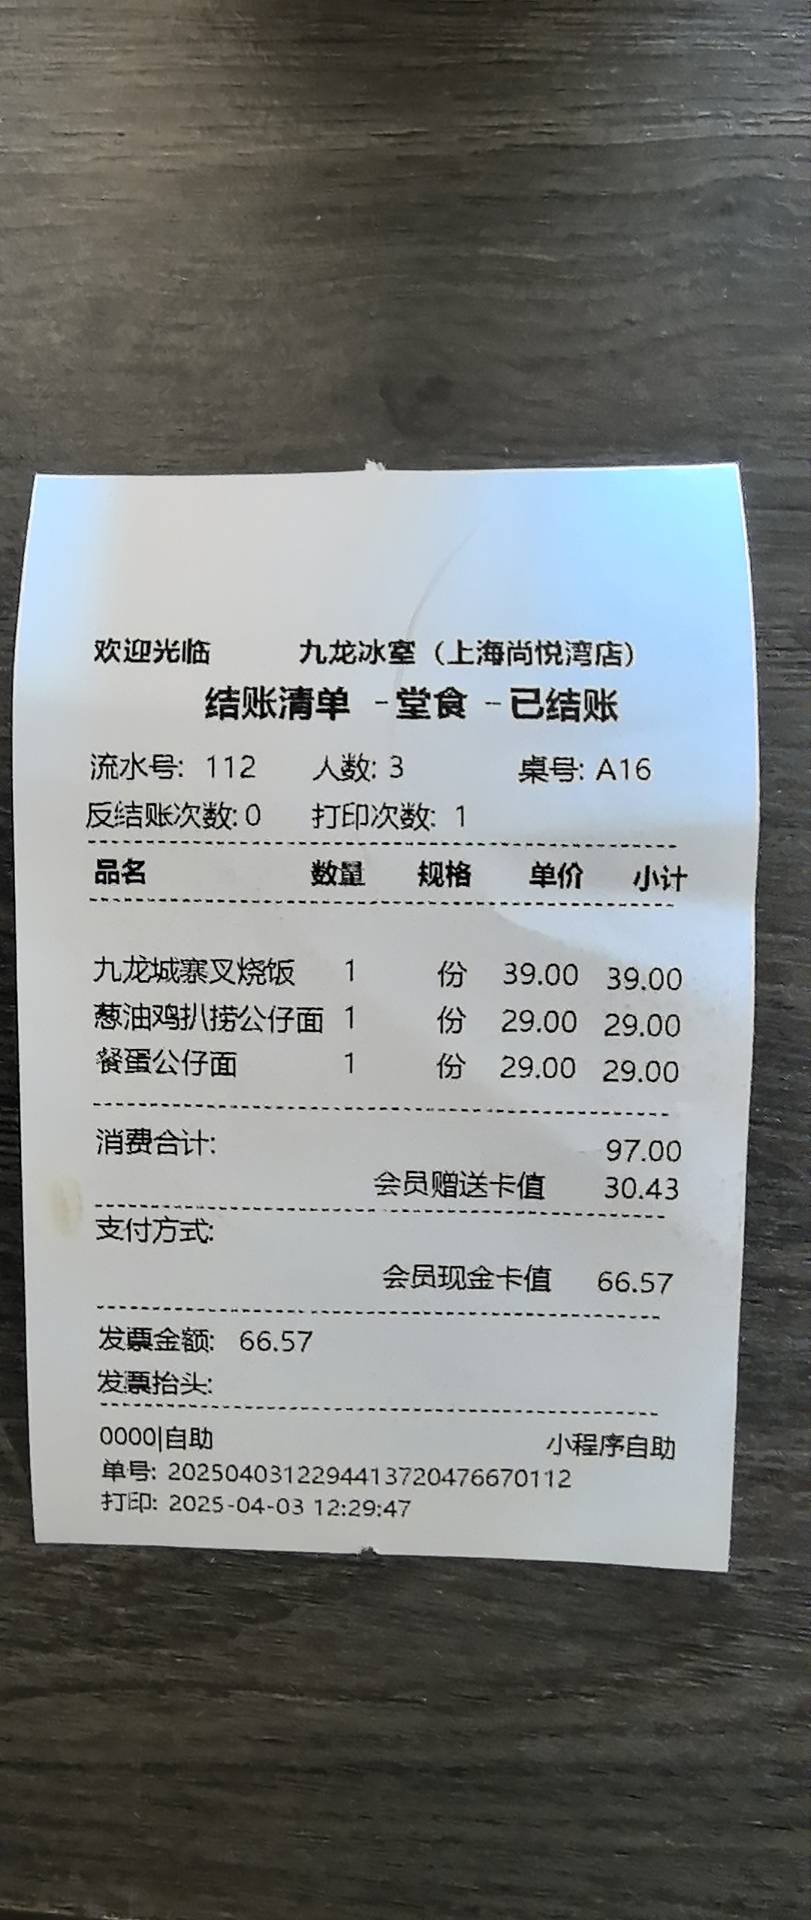 欢迎光临 九龙冰室（上海尚悦湾店）
结账清单 -堂食 -已结账
流水号: 112 人数: 3 桌号: A16
反结账次数:0 打印次数: 1
品名 数量 规格 单价 小计
九龙城寨叉烧饭 1 份 39.00 39.00
葱油鸡扒捞公仔面 1 份 29.00 29.00
餐蛋公仔面 1 份 29.00 29.00
消费合计: 97.00
会员赠送卡值 30.43
支付方式:
会员现金卡值 66.57
发票金额: 66.57
发票抬头:
0000|自助 小程序自助
单号: 20250403122944137204766​70112
打印: 2025-04-03 12:29:47